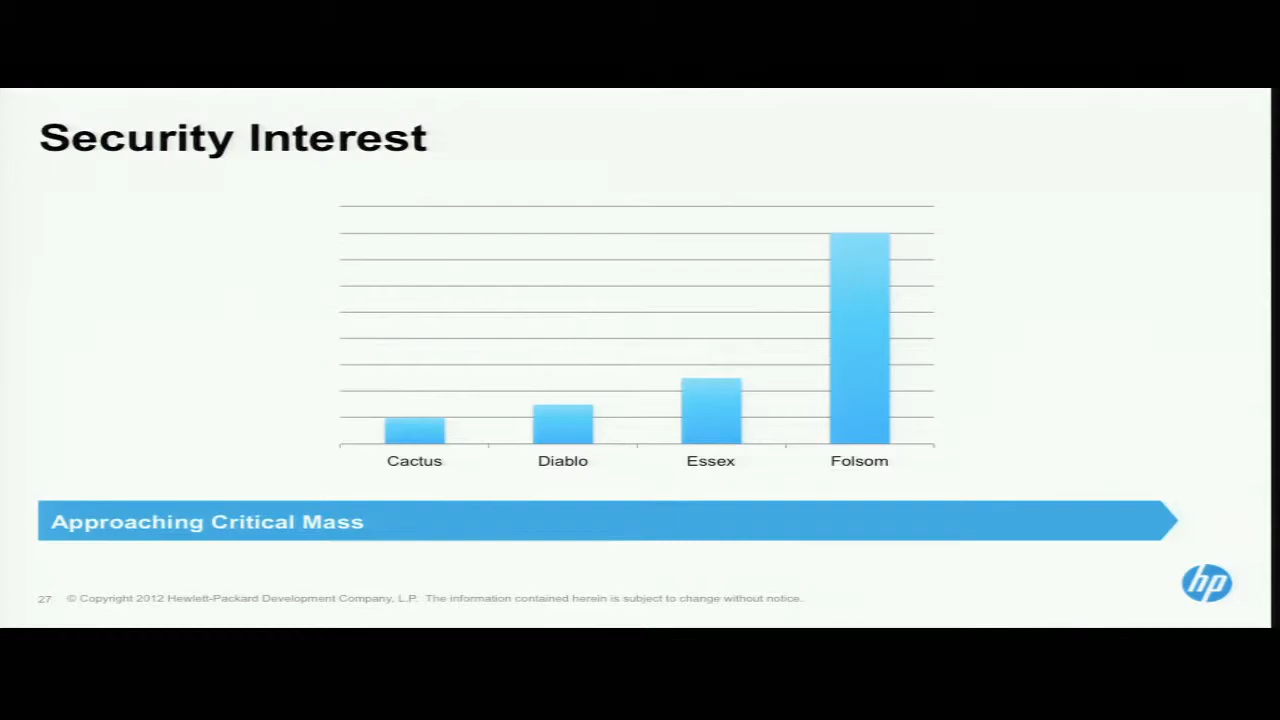 Security Interest
Cactus Diablo Essex Folsom
Approaching Critical Mass
27 © Copyright 2012 Hewlett-Packard Development Company, L.P. The information contained herein is subject to change without notice.
hp